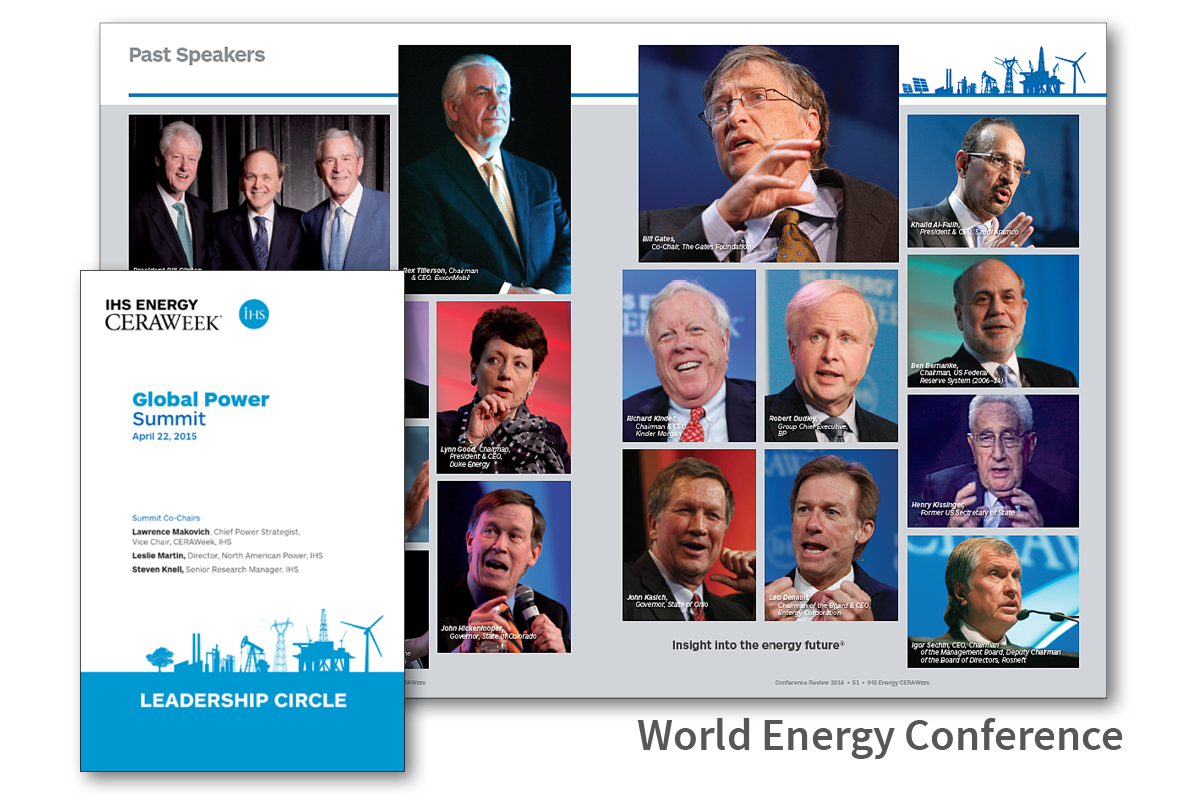 Past Speakers
President Bill Clinton
Rex Tillerson, Chairman
& CEO, ExxonMobil
Bill Gates,
Co-Chair, The Gates Foundation
Khalid Al-Falih,
President & CEO, Saudi Aramco
IHS ENERGY
CERAWEEK
iHS
Global Power
Summit
April 22, 2015
Summit Co-Chairs
Lawrence Makovich, Chief Power Strategist,
Vice Chair, CERAWeek, IHS
Leslie Martin, Director, North American Power, IHS
Steven Knell, Senior Research Manager, IHS
LEADERSHIP CIRCLE
Lynn Good, Chairman,
President & CEO,
Duke Energy
John Hickenlooper,
Governor, State of Colorado
Richard Kinder,
Chairman & CEO,
Kinder Morgan
Robert Dudley,
Group Chief Executive,
BP
Ben Bernanke,
Chairman, US Federal
Reserve System (2006–14)
Henry Kissinger,
Former US Sectretary of State
John Kasich,
Governor, State of Ohio
Leo Denault,
Chairman of the Board & CEO,
Entergy Corporation
Igor Sechin, CEO, Chairman
of the Management Board, Deputy Chairman
of the Board of Directors, Rosneft
Insight into the energy future®
Conference Review 2016 • 51 • IHS Energy CERAWeek
World Energy Conference